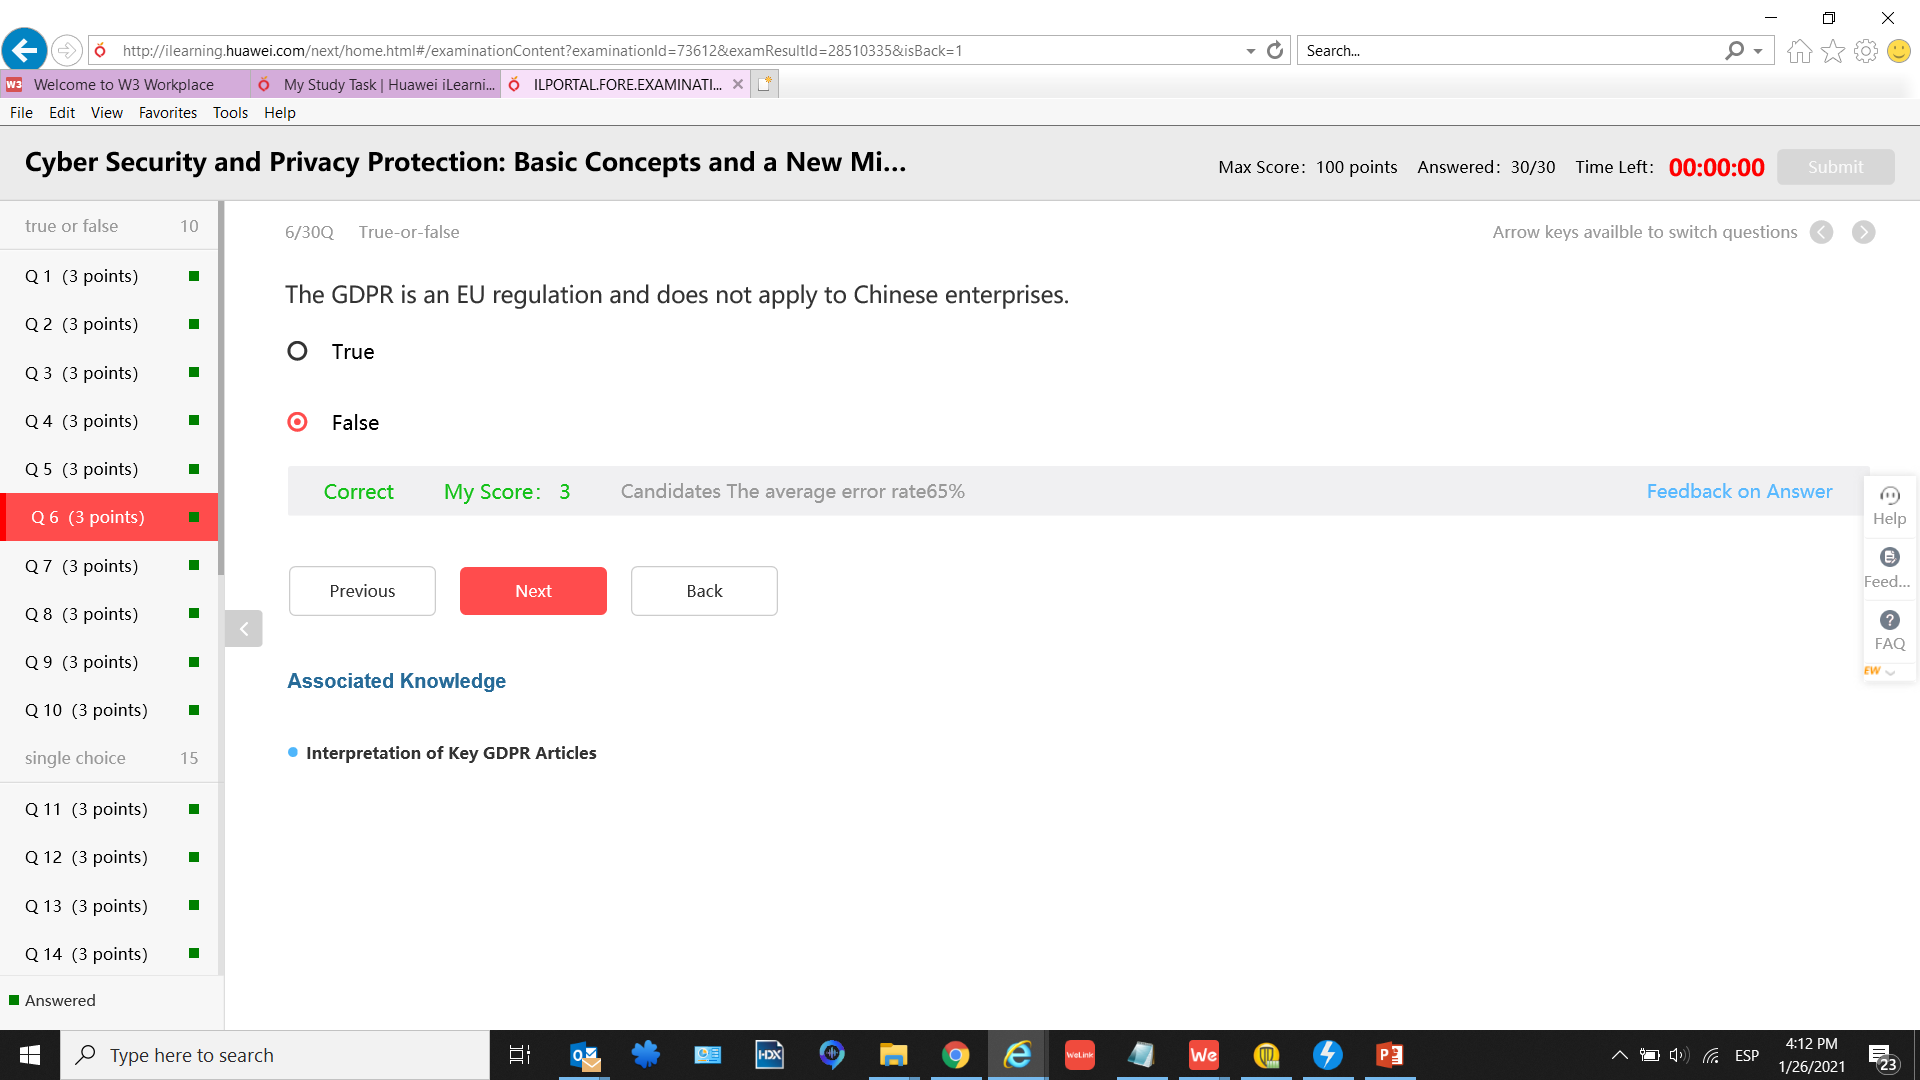 http://ilearning.huawei.com/next/home.html#/examinationContent?examinationId=73612&examResultId=28510335&isBack=1
Search...
W3 Welcome to W3 Workplace
My Study Task | Huawei iLearni...
ILPORTAL.FORE.EXAMINATI...
File Edit View Favorites Tools Help
Cyber Security and Privacy Protection: Basic Concepts and a New Mi...
Max Score: 100 points Answered: 30/30 Time Left: 00:00:00 Submit
true or false 10
Q 1 (3 points)
Q 2 (3 points)
Q 3 (3 points)
Q 4 (3 points)
Q 5 (3 points)
Q 6 (3 points)
Q 7 (3 points)
Q 8 (3 points)
Q 9 (3 points)
Q 10 (3 points)
single choice 15
Q 11 (3 points)
Q 12 (3 points)
Q 13 (3 points)
Q 14 (3 points)
Answered
6/30Q True-or-false
Arrow keys availble to switch questions
The GDPR is an EU regulation and does not apply to Chinese enterprises.
True
False
Correct My Score: 3 Candidates The average error rate65% Feedback on Answer
Previous Next Back
Associated Knowledge
Interpretation of Key GDPR Articles
Help
Feed...
FAQ
EW
Type here to search
HDX
WeLink
We
ESP
4:12 PM
1/26/2021
23